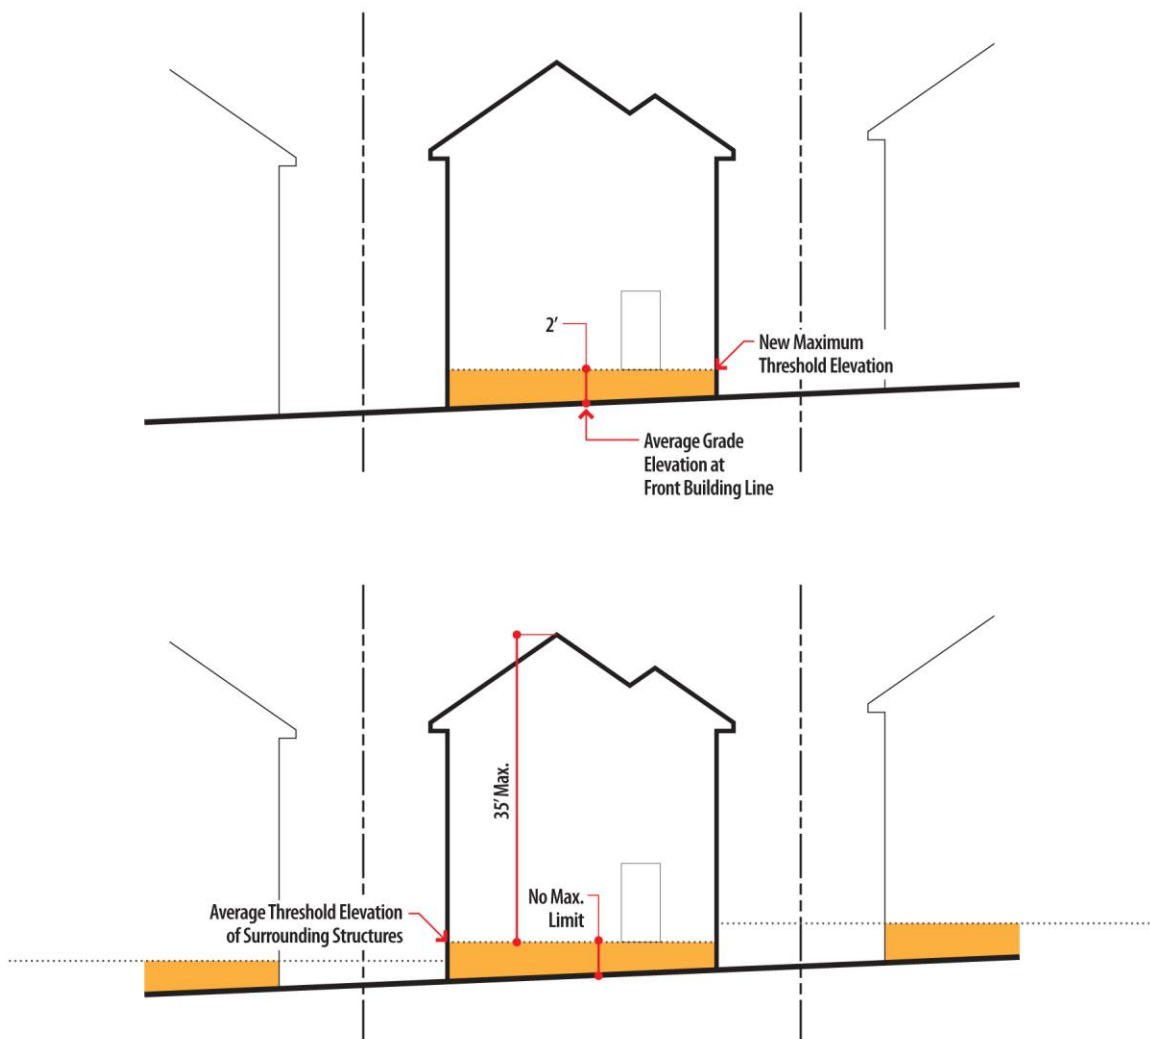 2’
New Maximum
Threshold Elevation
Average Grade
Elevation at
Front Building Line
35’ Max.
No Max.
Limit
Average Threshold Elevation
of Surrounding Structures